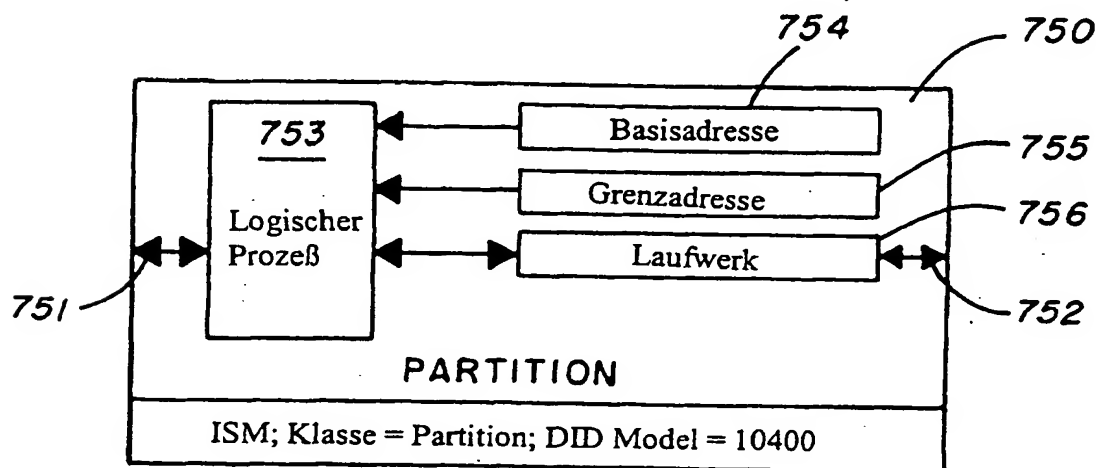 754
750
753
Basisadresse
755
Grenzadresse
756
Logischer
Prozeß
Laufwerk
751
752
PARTITION
ISM; Klasse = Partition; DID Model = 10400